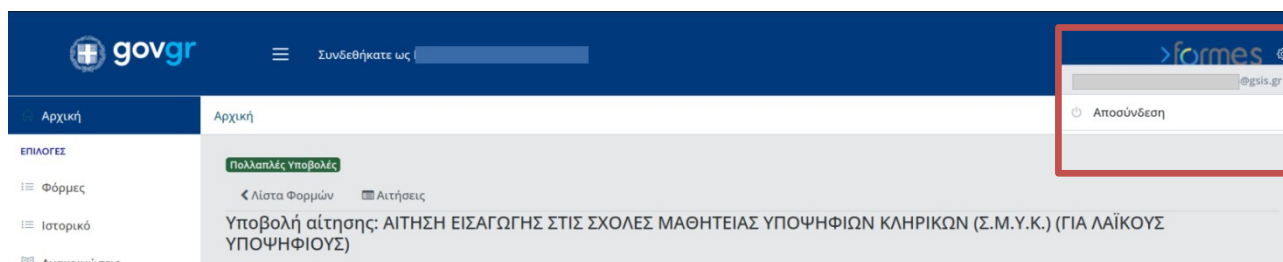 govgr
Συνδεθήκατε ως
>formes
@gsis.gr
Αποσύνδεση
Αρχική
Αρχική
ΕΠΙΛΟΓΕΣ
Φόρμες
Ιστορικό
Πολλαπλές Υποβολές
Λίστα Φορμών Αιτήσεις
Υποβολή αίτησης: ΑΙΤΗΣΗ ΕΙΣΑΓΩΓΗΣ ΣΤΙΣ ΣΧΟΛΕΣ ΜΑΘΗΤΕΙΑΣ ΥΠΟΨΗΦΙΩΝ ΚΛΗΡΙΚΩΝ (Σ.Μ.Υ.Κ.) (ΓΙΑ ΛΑΪΚΟΥΣ
ΥΠΟΨΗΦΙΟΥΣ)